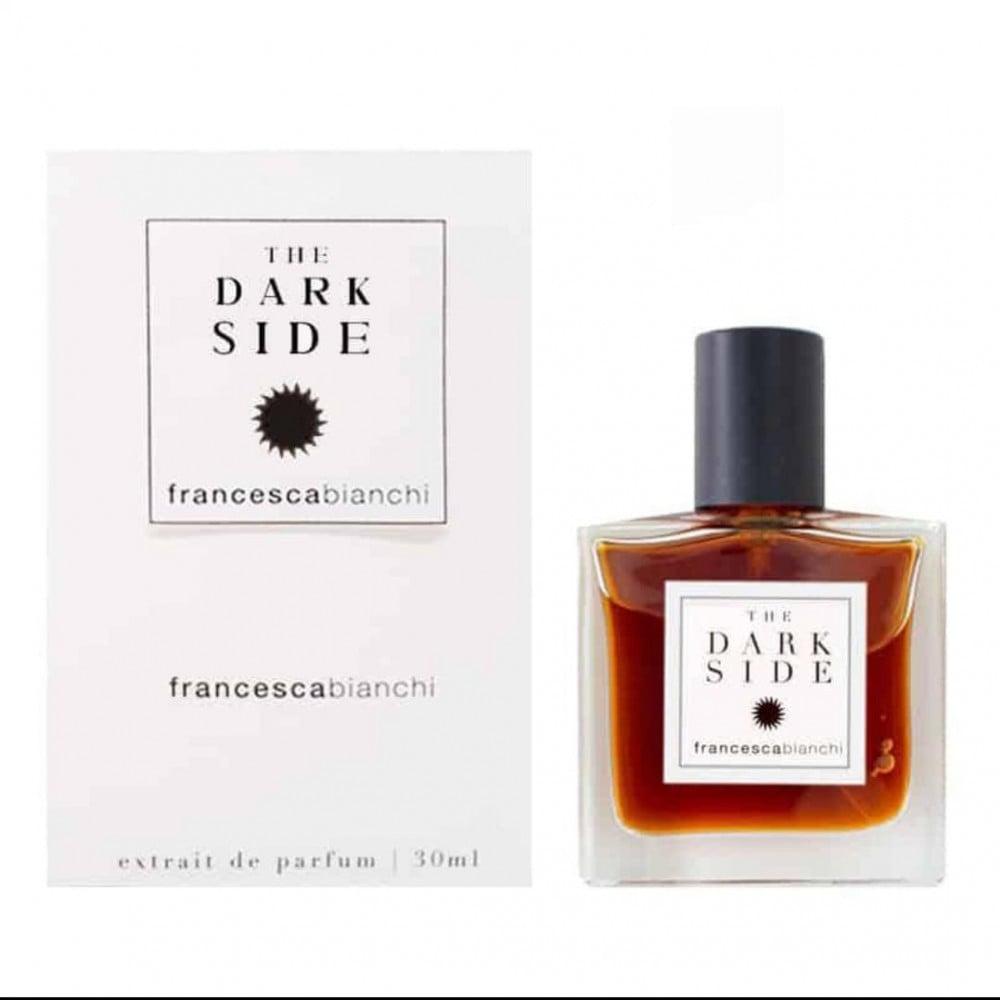 THE
DARK
SIDE
francescabianchi
francescabianchi
extrait de parfum | 30ml
THE
DARK
SIDE
francescabianchi